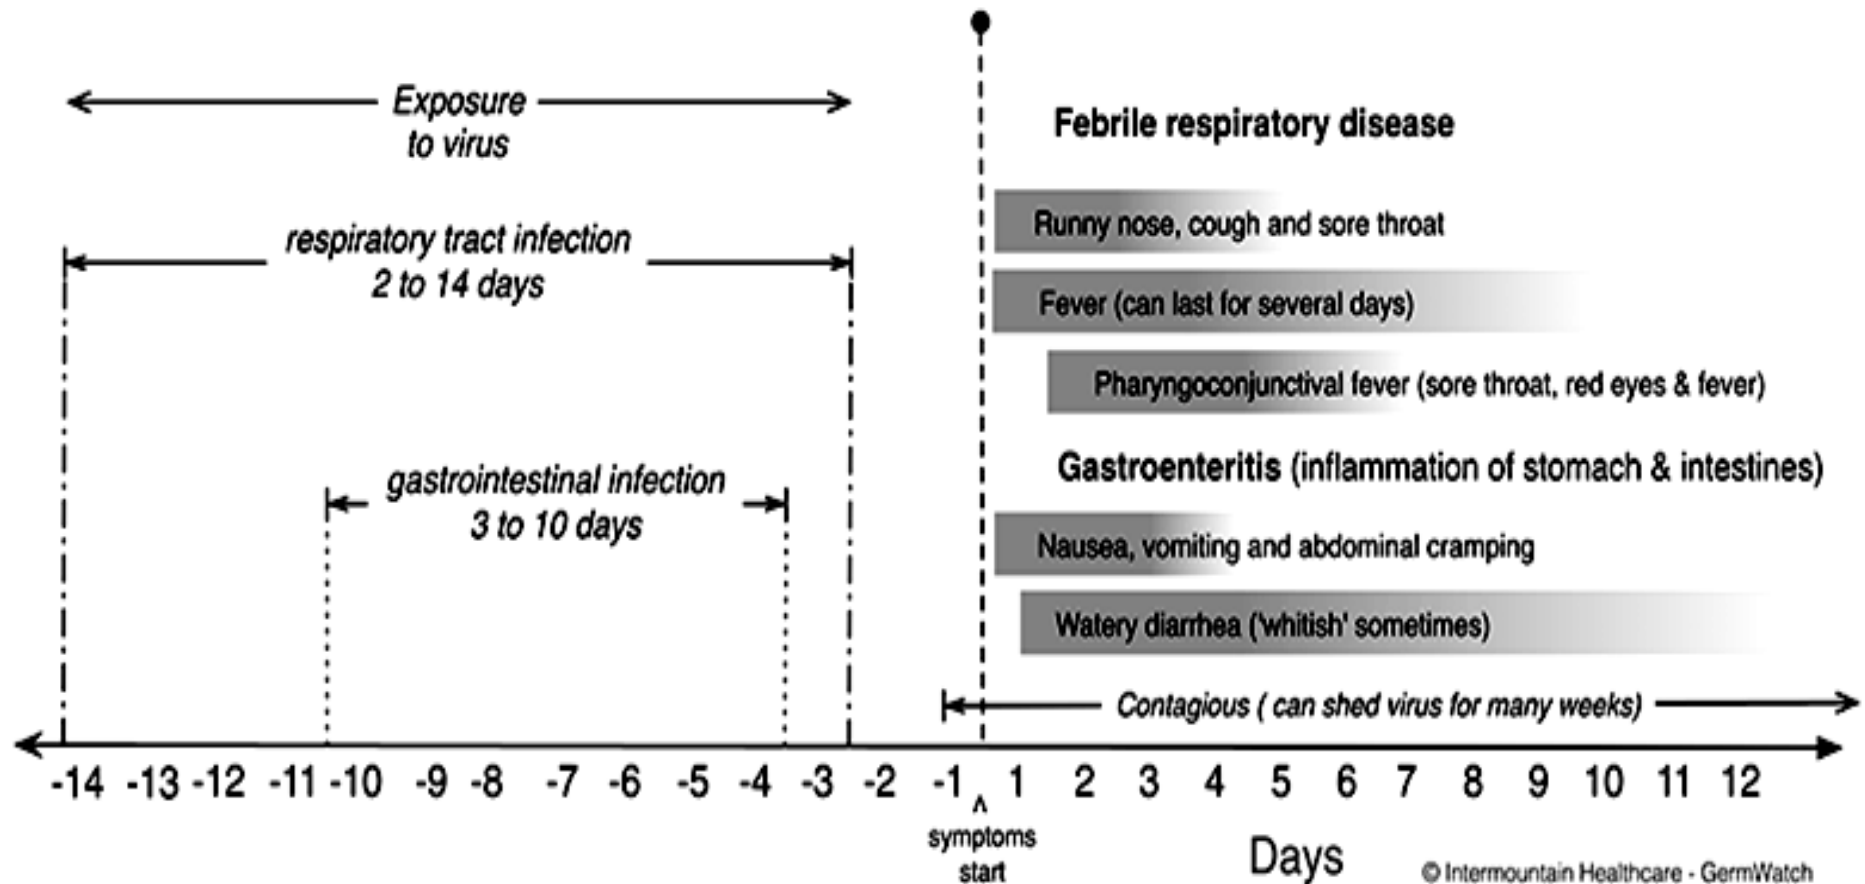 Exposure
to virus
respiratory tract infection
2 to 14 days
gastrointestinal infection
3 to 10 days
Febrile respiratory disease
Runny nose, cough and sore throat
Fever (can last for several days)
Pharyngoconjunctival fever (sore throat, red eyes & fever)
Gastroenteritis (inflammation of stomach & intestines)
Nausea, vomiting and abdominal cramping
Watery diarrhea ('whitish' sometimes)
Contagious ( can shed virus for many weeks)
-14 -13 -12 -11 -10 -9 -8 -7 -6 -5 -4 -3 -2 -1 1 2 3 4 5 6 7 8 9 10 11 12
^
symptoms
start
Days
© Intermountain Healthcare - GermWatch